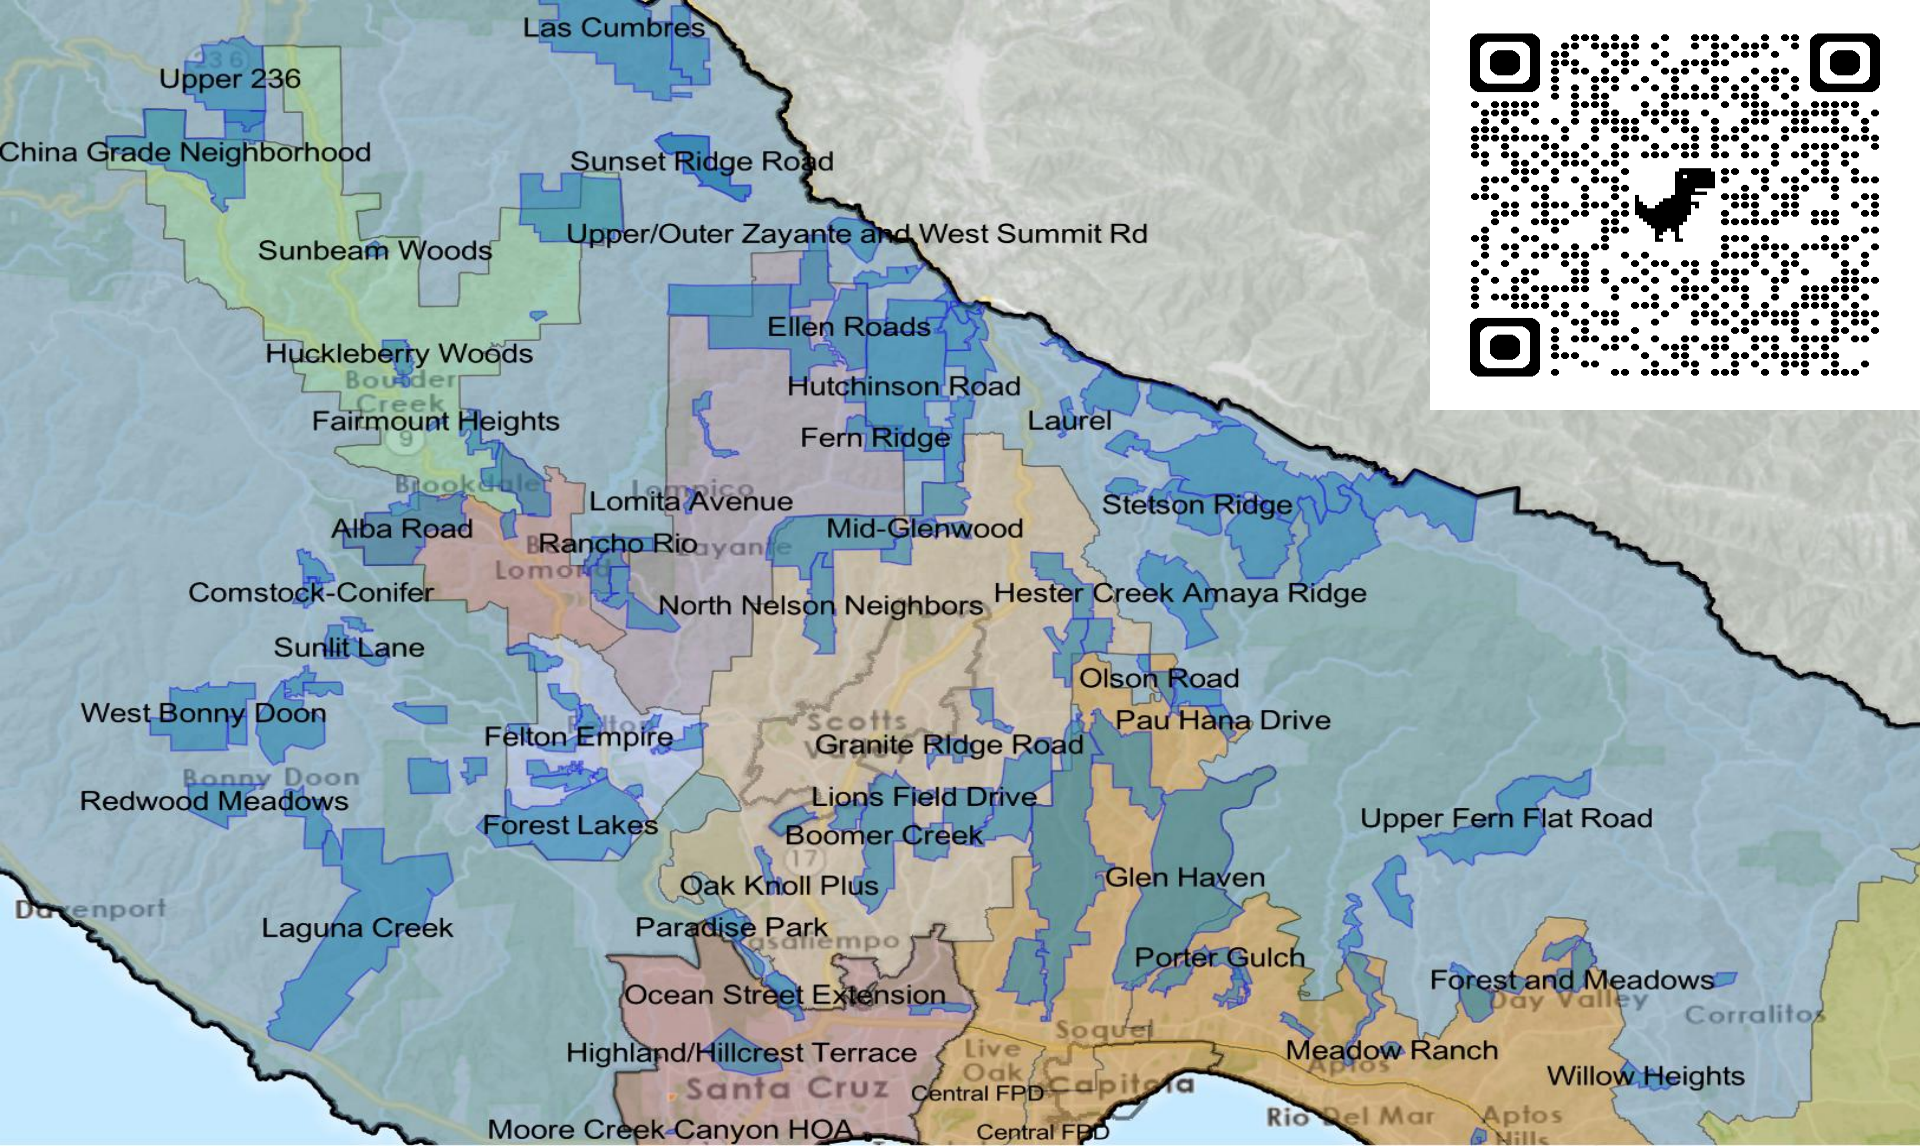 Las Cumbres
236
Upper 236
China Grade Neighborhood
Sunset Ridge Road
Upper/Outer Zayante and West Summit Rd
Sunbeam Woods
Ellen Roads
Huckleberry Woods
Boulder
Creek
Hutchinson Road
Fairmount Heights
Laurel
9
Fern Ridge
Brookdale
Lompico
Lomita Avenue
Stetson Ridge
Alba Road
Mid-Glenwood
Rancho Rio
Zayante
Ben
Lomond
Comstock-Conifer
Hester Creek
Amaya Ridge
North Nelson Neighbors
Sunlit Lane
Olson Road
West Bonny Doon
Scotts
Valley
Pau Hana Drive
Felton
Felton Empire
Granite RIdge Road
Bonny Doon
Redwood Meadows
Lions Field Drive
Forest Lakes
Boomer Creek
Upper Fern Flat Road
17
Oak Knoll Plus
Glen Haven
Davenport
Laguna Creek
Paradise Park
Pasatiempo
Porter Gulch
Ocean Street Extension
Forest and Meadows
Day Valley
Corralitos
Soquel
Highland/Hillcrest Terrace
Live
Oak
Meadow Ranch
Aptos
Willow Heights
Santa Cruz
Central FPD
Capitola
Moore Creek Canyon HOA
Central FPD
Rio Del Mar
Aptos
Hills